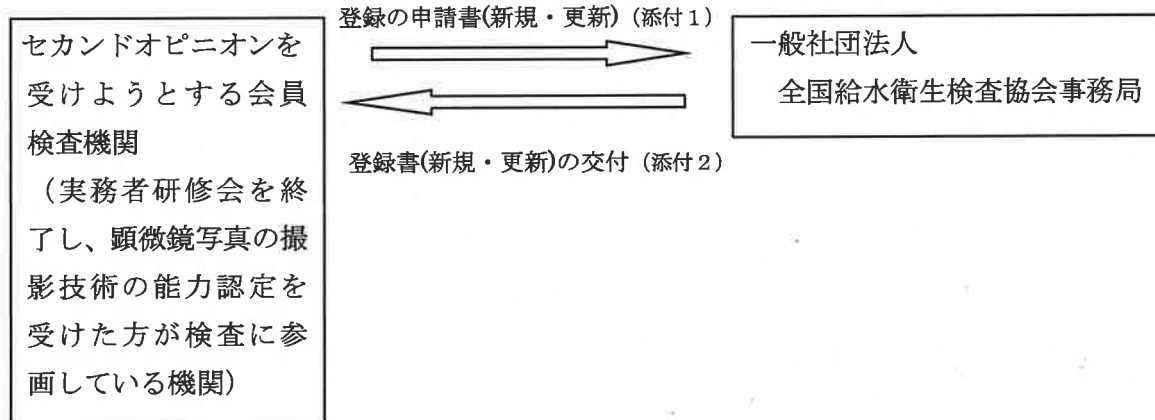 登録の申請書(新規・更新)（添付１）
セカンドオピニオンを
受けようとする会員
検査機関
（実務者研修会を終
了し、顕微鏡写真の撮
影技術の能力認定を
受けた方が検査に参
画している機関）
一般社団法人
全国給水衛生検査協会事務局
登録書(新規・更新)の交付（添付２）